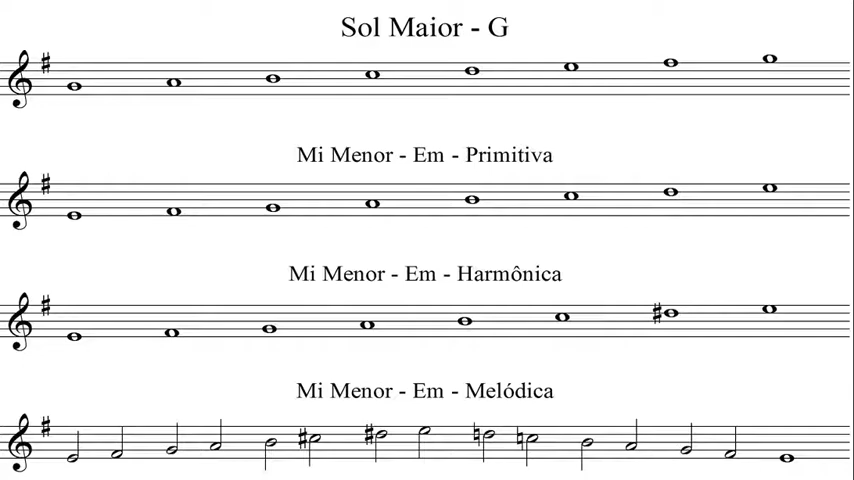 Sol Maior - G
Mi Menor - Em - Primitiva
Mi Menor - Em - Harmônica
Mi Menor - Em - Melódica